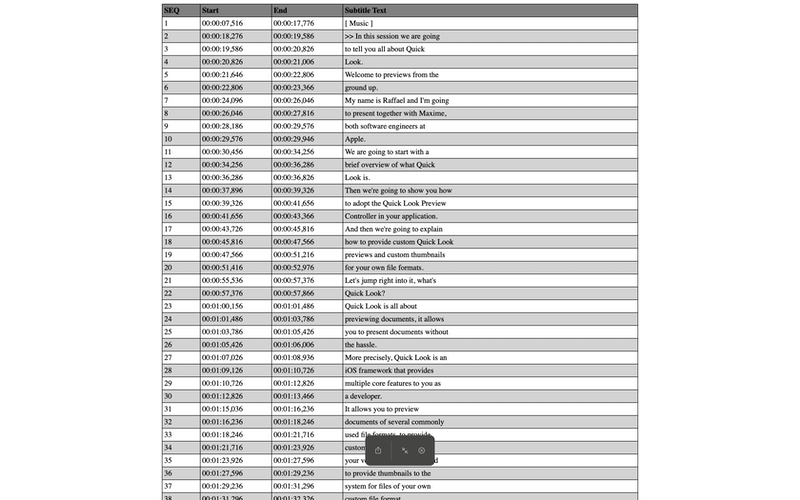 SEQ Start End Subtitle Text
1 00:00:07,516 00:00:17,776 [ Music ]
2 00:00:18,276 00:00:19,586 >> In this session we are going
3 00:00:19,586 00:00:20,826 to tell you all about Quick
4 00:00:20,826 00:00:21,006 Look.
5 00:00:21,646 00:00:22,806 Welcome to previews from the
6 00:00:22,806 00:00:23,366 ground up.
7 00:00:24,096 00:00:26,046 My name is Raffael and I'm going
8 00:00:26,046 00:00:27,816 to present together with Maxime,
9 00:00:28,186 00:00:29,576 both software engineers at
10 00:00:29,576 00:00:29,946 Apple.
11 00:00:30,456 00:00:34,256 We are going to start with a
12 00:00:34,256 00:00:36,286 brief overview of what Quick
13 00:00:36,286 00:00:36,826 Look is.
14 00:00:37,896 00:00:39,326 Then we're going to show you how
15 00:00:39,326 00:00:41,656 to adopt the Quick Look Preview
16 00:00:41,656 00:00:43,366 Controller in your application.
17 00:00:43,726 00:00:45,816 And then we're going to explain
18 00:00:45,816 00:00:47,566 how to provide custom Quick Look
19 00:00:47,566 00:00:51,216 previews and custom thumbnails
20 00:00:51,416 00:00:52,976 for your own file formats.
21 00:00:55,536 00:00:57,376 Let's jump right into it, what's
22 00:00:57,376 00:00:57,866 Quick Look?
23 00:01:00,156 00:01:01,486 Quick Look is all about
24 00:01:01,486 00:01:03,786 previewing documents, it allows
25 00:01:03,786 00:01:05,426 you to present documents without
26 00:01:05,426 00:01:06,006 the hassle.
27 00:01:07,026 00:01:08,936 More precisely, Quick Look is an
28 00:01:09,126 00:01:10,726 iOS framework that provides
29 00:01:10,726 00:01:12,826 multiple core features to you as
30 00:01:12,826 00:01:13,466 a developer.
31 00:01:15,036 00:01:16,236 It allows you to preview
32 00:01:16,236 00:01:18,246 documents of several commonly
33 00:01:18,246 00:01:21,716 used file formats, to provide
34 00:01:21,716 00:01:23,926
35 00:01:23,926 00:01:27,596 your
36 00:01:27,596 00:01:29,236 to provide thumbnails to the
37 00:01:29,236 00:01:31,296 system for files of your own
38 00:01:31,296 00:01:32,326 custom file format.